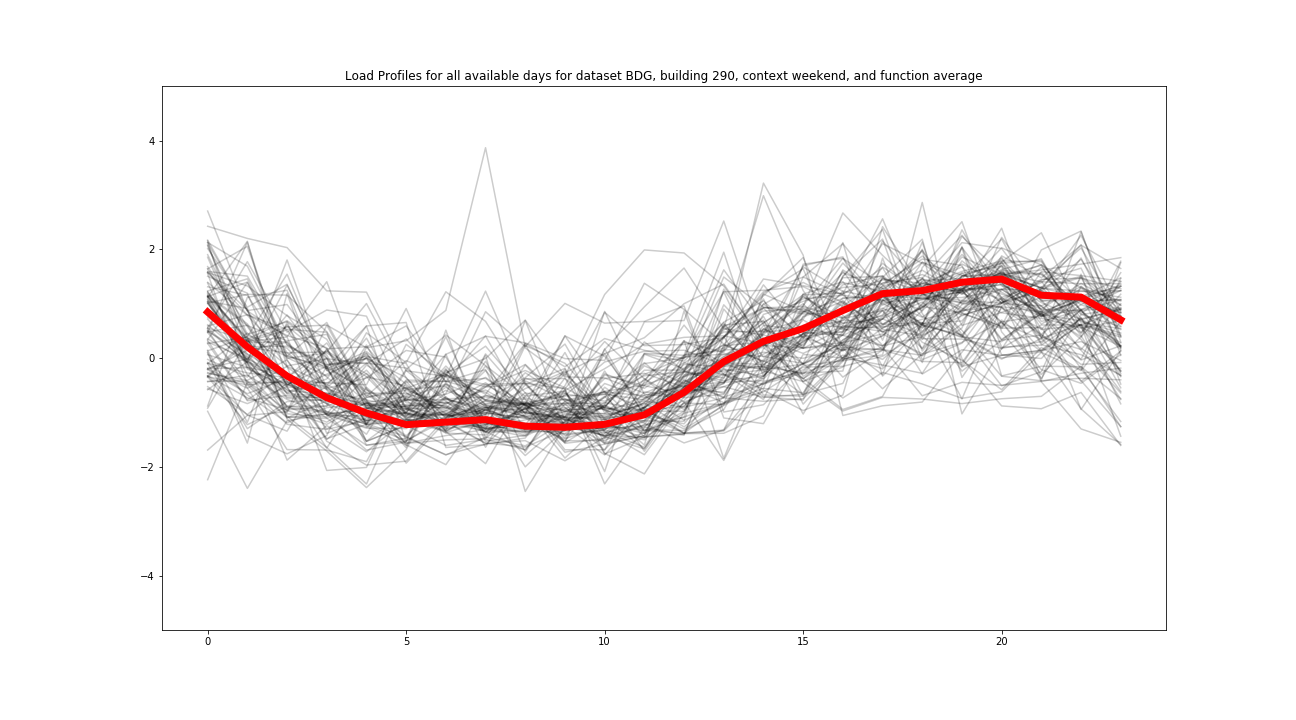 Load Profiles for all available days for dataset BDG, building 290, context weekend, and function average
4
2
0
−2
−4
0 5 10 15 20